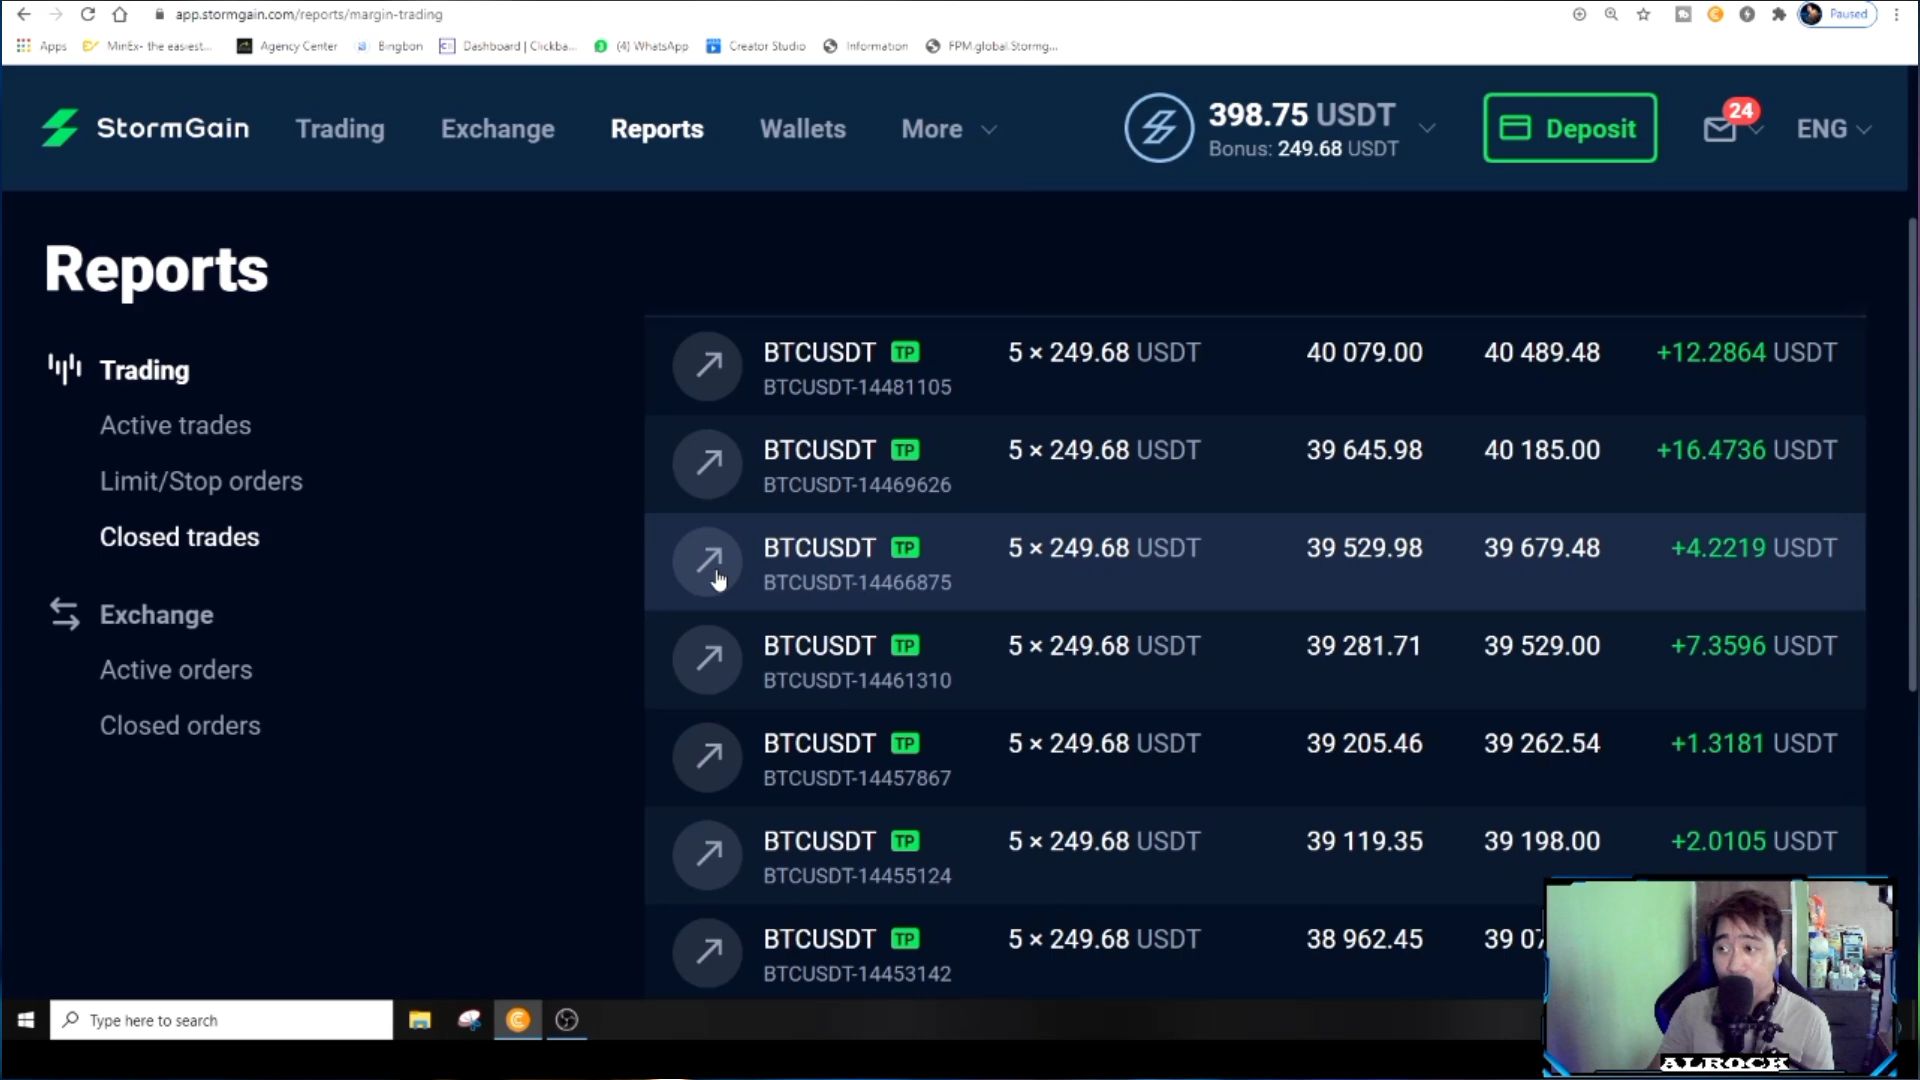 app.stormgain.com/reports/margin-trading
Paused
Apps
MinEx- the easiest...
Agency Center
Bingbon
Dashboard | Clickba...
(4) WhatsApp
Creator Studio
Information
FPM.global.Stormg...
StormGain
Trading
Exchange
Reports
Wallets
More
398.75 USDT
Bonus: 249.68 USDT
Deposit
24
ENG
Reports
Trading
Active trades
Limit/Stop orders
Closed trades
Exchange
Active orders
Closed orders
BTCUSDT TP 5 × 249.68 USDT 40 079.00 40 489.48 +12.2864 USDT
BTCUSDT-14481105
BTCUSDT TP 5 × 249.68 USDT 39 645.98 40 185.00 +16.4736 USDT
BTCUSDT-14469626
BTCUSDT TP 5 × 249.68 USDT 39 529.98 39 679.48 +4.2219 USDT
BTCUSDT-14466875
BTCUSDT TP 5 × 249.68 USDT 39 281.71 39 529.00 +7.3596 USDT
BTCUSDT-14461310
BTCUSDT TP 5 × 249.68 USDT 39 205.46 39 262.54 +1.3181 USDT
BTCUSDT-14457867
BTCUSDT TP 5 × 249.68 USDT 39 119.35 39 198.00 +2.0105 USDT
BTCUSDT-14455124
BTCUSDT TP 5 × 249.68 USDT 38 962.45 39 07
BTCUSDT-14453142
Type here to search
ALROCK